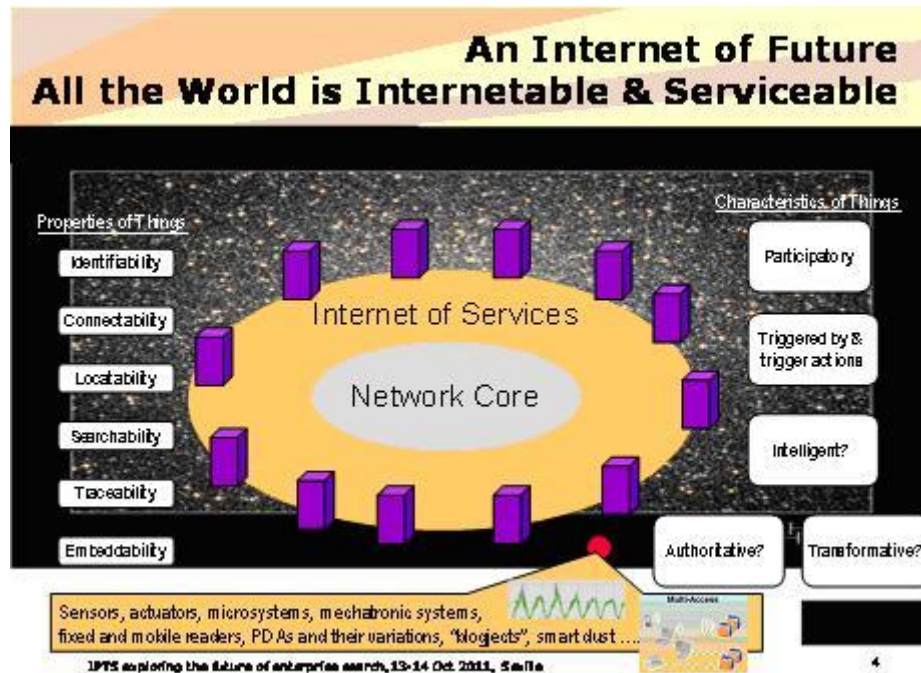 An Internet of Future
All the World is Internetable & Serviceable
Properties of Things
Identifiability
Connectability
Locatability
Searchability
Traceability
Embeddability
Internet of Services
Network Core
Characteristics of Things
Participatory
Triggered by &
trigger actions
Intelligent?
Authoritative?
Transformative?
Sensors, actuators, microsystems, mechatronic systems,
fixed and mobile readers, PDAs and their variations, "blogjects", smart dust ....
Multi-Access
IPTS exploring the future of enterprise search, 13-14 Oct 2011, Seville
4